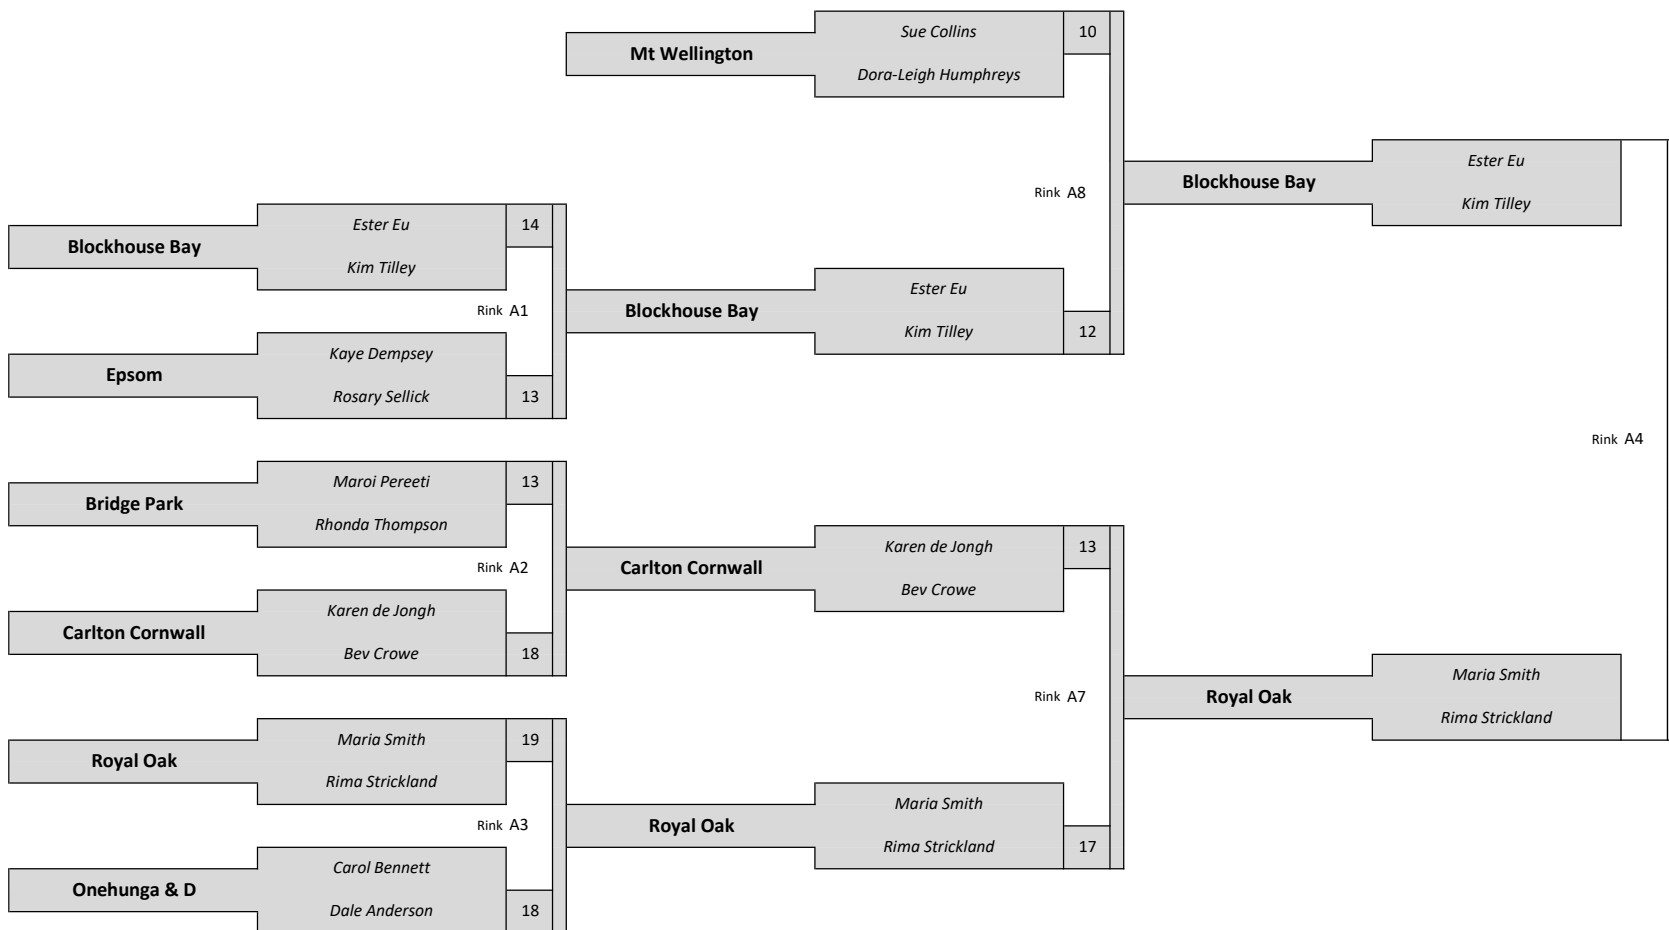 Sue Collins
10
Mt Wellington
Dora-Leigh Humphreys
Ester Eu
Blockhouse Bay
Rink A8
Kim Tilley
Ester Eu
14
Blockhouse Bay
Kim Tilley
Ester Eu
Rink A1
Blockhouse Bay
Kim Tilley
12
Kaye Dempsey
Epsom
Rosary Sellick
13
Rink A4
Maroi Pereeti
13
Bridge Park
Rhonda Thompson
Karen de Jongh
13
Rink A2
Carlton Cornwall
Bev Crowe
Karen de Jongh
Carlton Cornwall
Bev Crowe
18
Maria Smith
Rink A7
Royal Oak
Rima Strickland
Maria Smith
19
Royal Oak
Rima Strickland
Maria Smith
Rink A3
Royal Oak
Rima Strickland
17
Carol Bennett
Onehunga & D
Dale Anderson
18